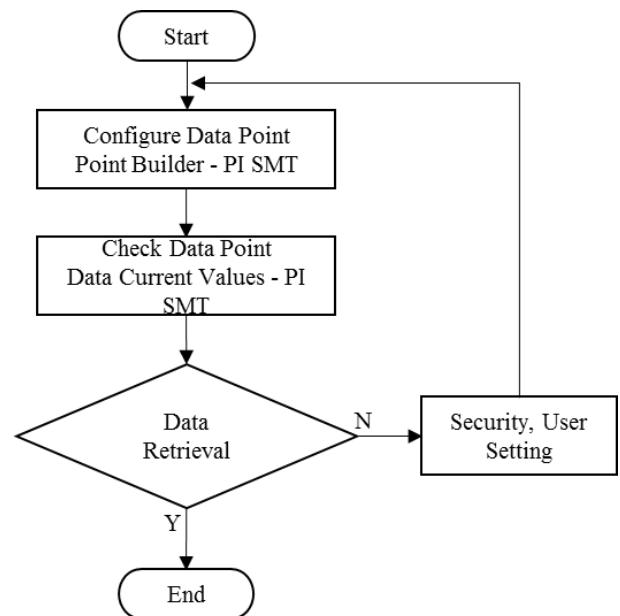 Start
Configure Data Point
Point Builder - PI SMT
Check Data Point
Data Current Values - PI
SMT
Data
Retrieval
N
Security, User
Setting
Y
End